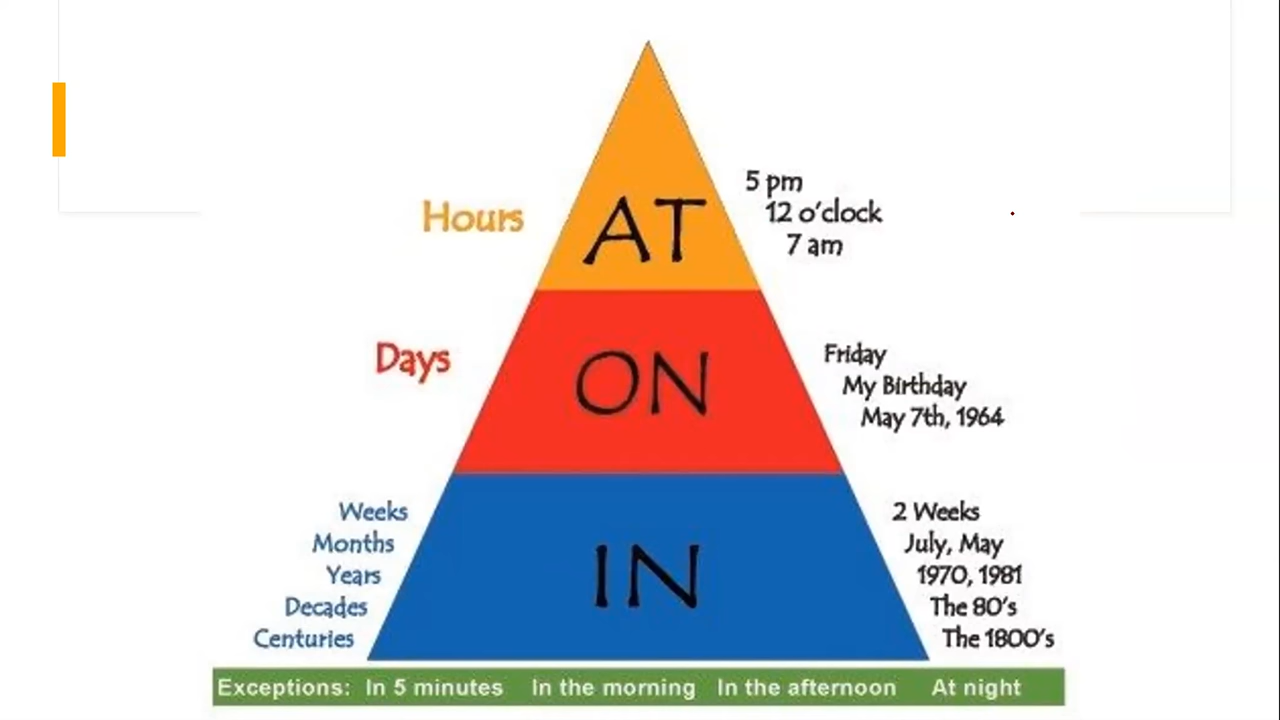 5 pm
Hours AT 12 o'clock
7 am
Days ON Friday
My Birthday
May 7th, 1964
Weeks 2 Weeks
Months July, May
Years IN 1970, 1981
Decades The 80's
Centuries The 1800's
Exceptions: In 5 minutes In the morning In the afternoon At night